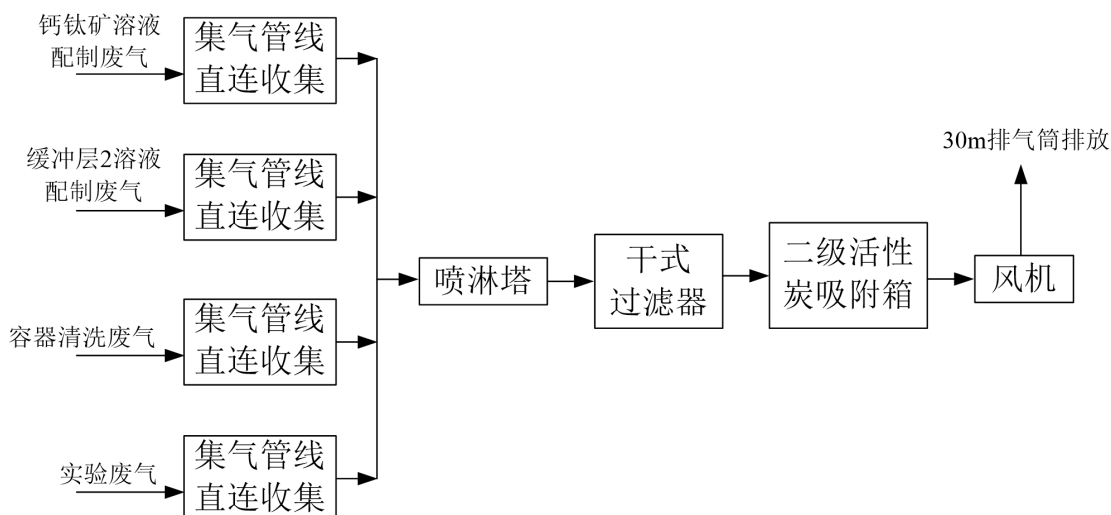 钙钛矿溶液
配制废气
集气管线
直连收集
缓冲层2溶液
配制废气
集气管线
直连收集
容器清洗废气
集气管线
直连收集
实验废气
集气管线
直连收集
喷淋塔
干式
过滤器
二级活性
炭吸附箱
风机
30m排气筒排放